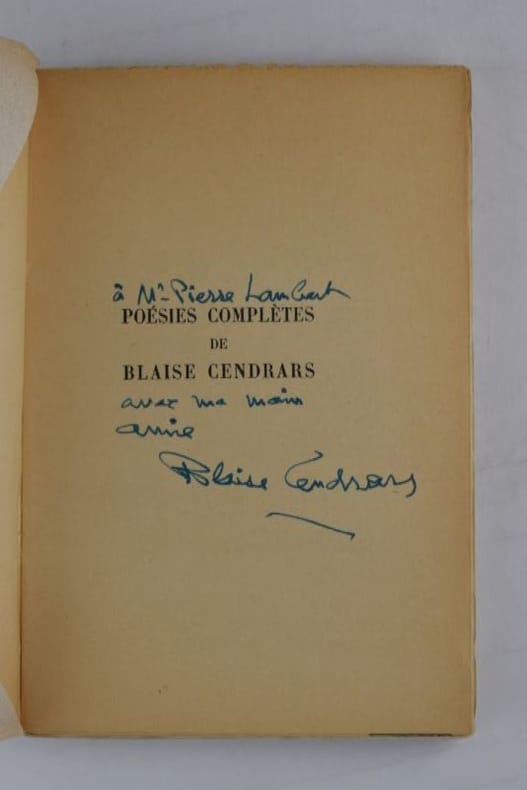 à Mr Pierre Lambert
POÉSIES COMPLÈTES
DE
BLAISE CENDRARS
avec ma main
amie
Blaise Cendrars